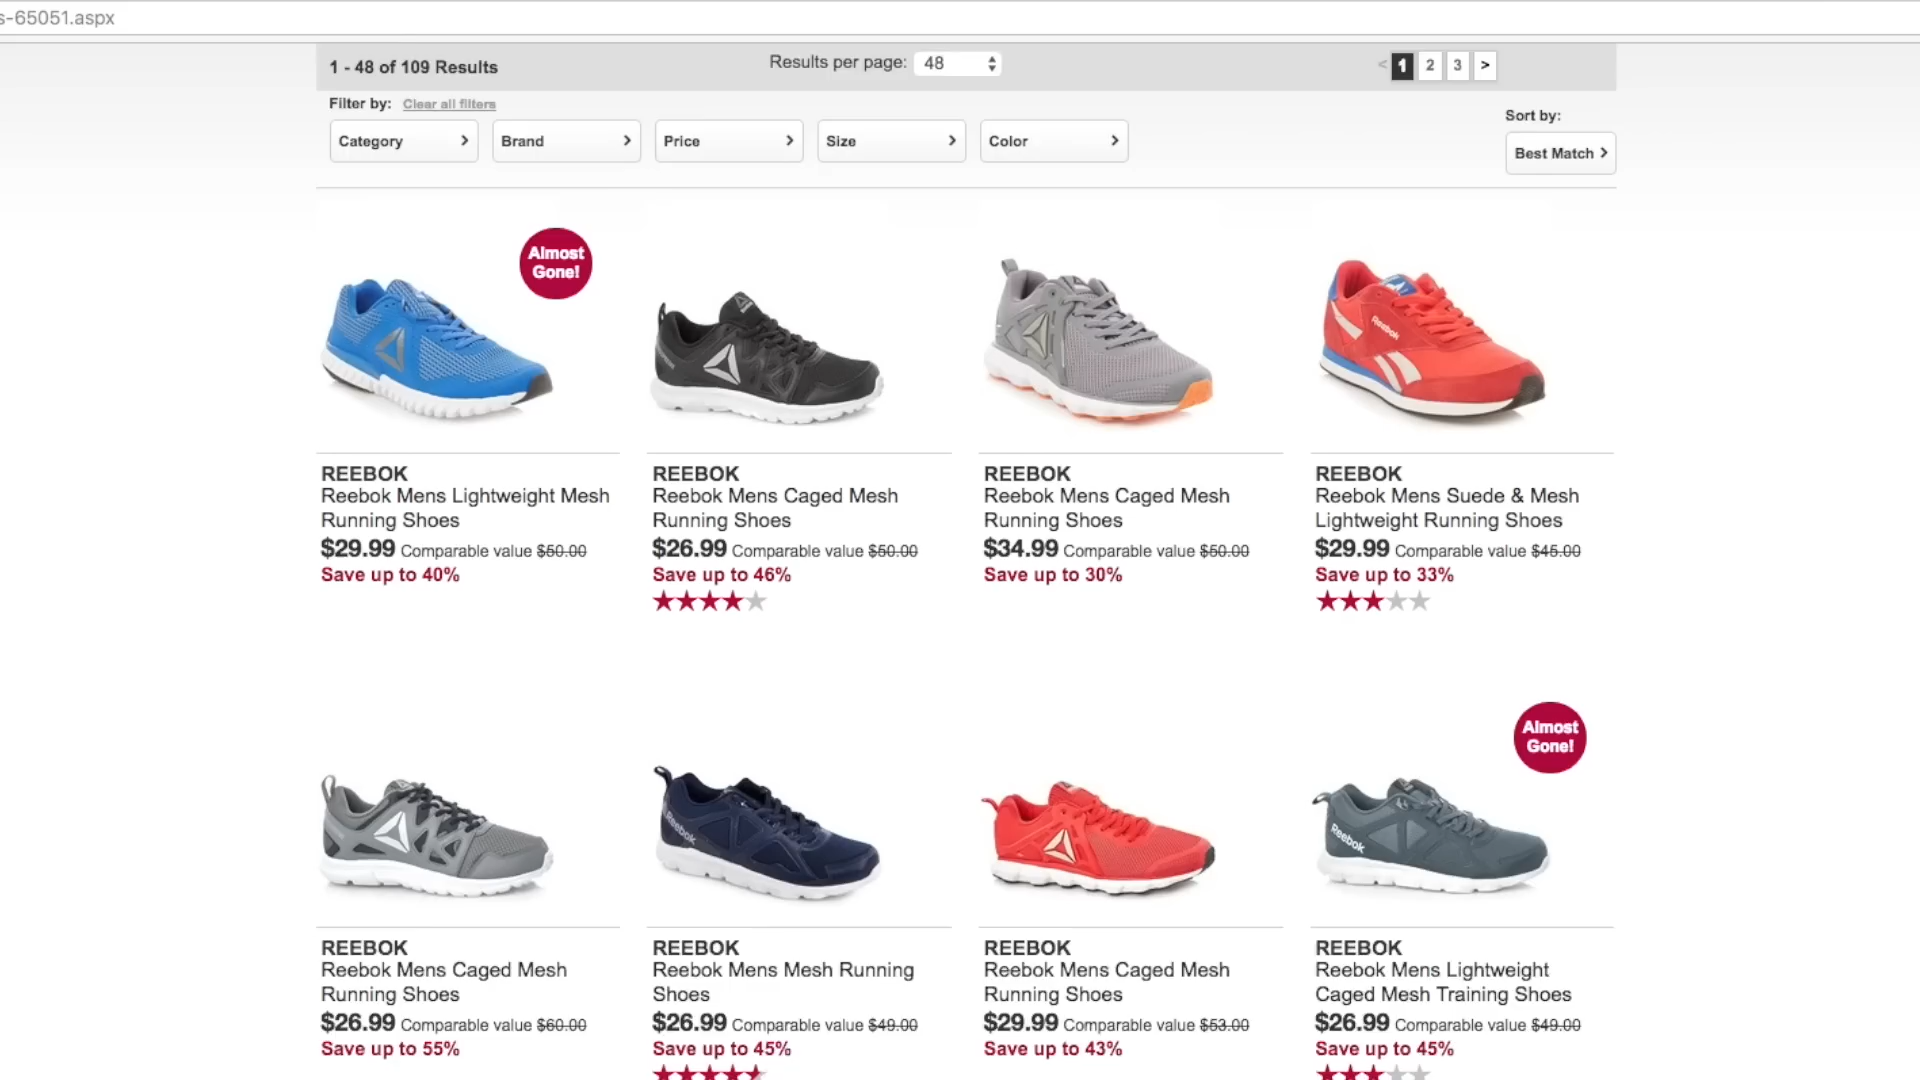 s-65051.aspx
1 - 48 of 109 Results
Results per page: 48
< 1 2 3 >
Filter by: Clear all filters
Sort by:
Category
Brand
Price
Size
Color
Best Match
Almost
Gone!
Reebok
REEBOK
Reebok Mens Lightweight Mesh
Running Shoes
$29.99 Comparable value $50.00
Save up to 40%
REEBOK
Reebok Mens Caged Mesh
Running Shoes
$26.99 Comparable value $50.00
Save up to 46%
REEBOK
Reebok Mens Caged Mesh
Running Shoes
$34.99 Comparable value $50.00
Save up to 30%
REEBOK
Reebok Mens Suede & Mesh
Lightweight Running Shoes
$29.99 Comparable value $45.00
Save up to 33%
Almost
Gone!
Reebok
Reebok
REEBOK
Reebok Mens Caged Mesh
Running Shoes
$26.99 Comparable value $60.00
Save up to 55%
REEBOK
Reebok Mens Mesh Running
Shoes
$26.99 Comparable value $49.00
Save up to 45%
REEBOK
Reebok Mens Caged Mesh
Running Shoes
$29.99 Comparable value $53.00
Save up to 43%
REEBOK
Reebok Mens Lightweight
Caged Mesh Training Shoes
$26.99 Comparable value $49.00
Save up to 45%